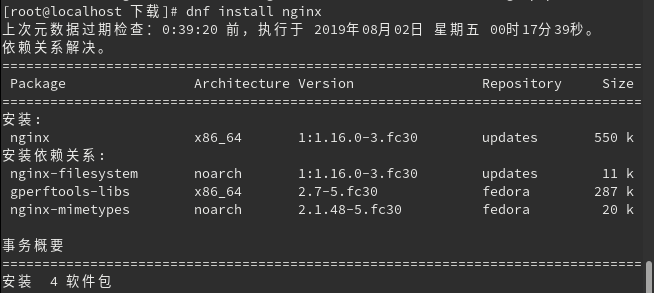 [root@localhost 下载]# dnf install nginx
上次元数据过期检查：0:39:20 前，执行于 2019年08月02日 星期五 00时17分39秒。
依赖关系解决。
================================================================================
Package Architecture Version Repository Size
================================================================================
安装:
nginx x86_64 1:1.16.0-3.fc30 updates 550 k
安装依赖关系:
nginx-filesystem noarch 1:1.16.0-3.fc30 updates 11 k
gperftools-libs x86_64 2.7-5.fc30 fedora 287 k
nginx-mimetypes noarch 2.1.48-5.fc30 fedora 20 k
事务概要
================================================================================
安装 4 软件包